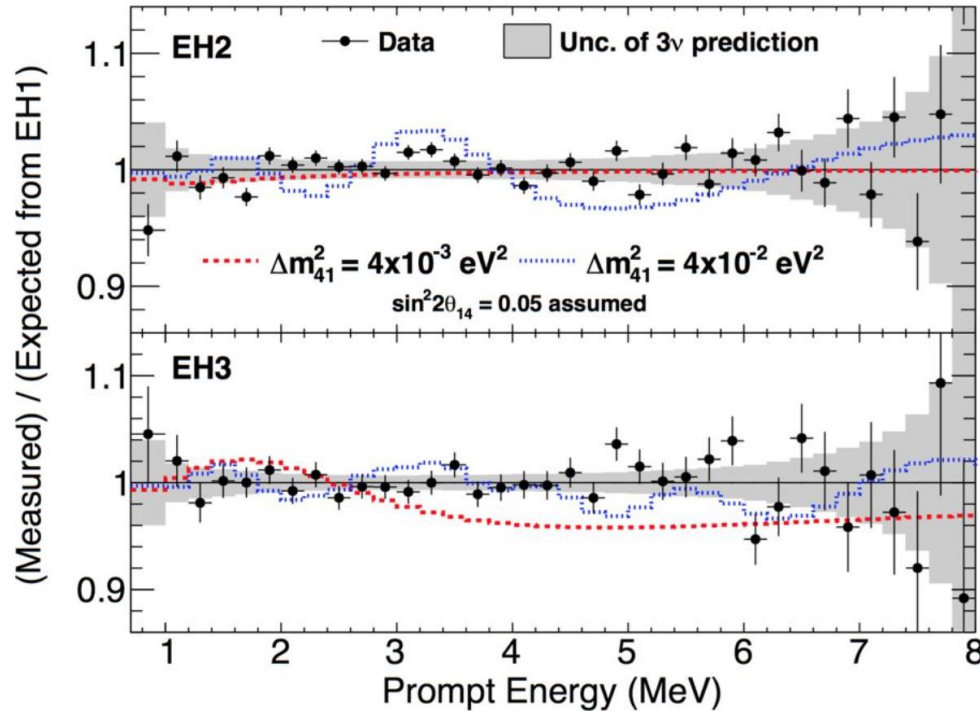 EH2
Data
Unc. of 3ν prediction
1.1
1
0.9
Δm²₄₁ = 4x10⁻³ eV²
Δm²₄₁ = 4x10⁻² eV²
sin²2θ₁₄ = 0.05 assumed
EH3
1.1
1
0.9
(Measured) / (Expected from EH1)
1 2 3 4 5 6 7 8
Prompt Energy (MeV)